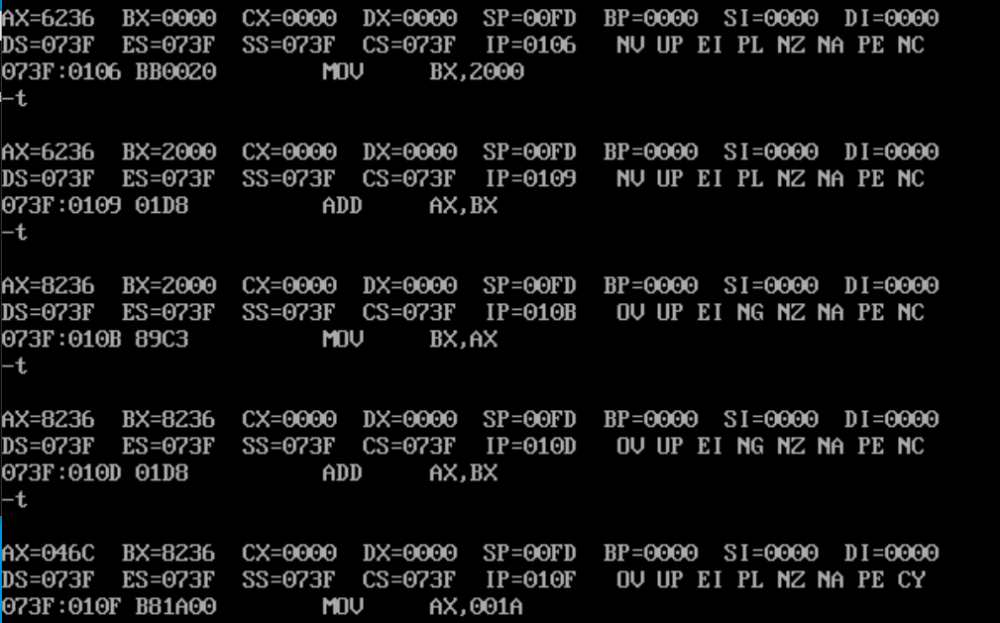 AX=6236  BX=0000  CX=0000  DX=0000  SP=00FD  BP=0000  SI=0000  DI=0000
DS=073F  ES=073F  SS=073F  CS=073F  IP=0106   NV UP EI PL NZ NA PE NC
073F:0106 BB0020        MOV     BX,2000
-t

AX=6236  BX=2000  CX=0000  DX=0000  SP=00FD  BP=0000  SI=0000  DI=0000
DS=073F  ES=073F  SS=073F  CS=073F  IP=0109   NV UP EI PL NZ NA PE NC
073F:0109 01D8          ADD     AX,BX
-t

AX=8236  BX=2000  CX=0000  DX=0000  SP=00FD  BP=0000  SI=0000  DI=0000
DS=073F  ES=073F  SS=073F  CS=073F  IP=010B   OV UP EI NG NZ NA PE NC
073F:010B 89C3          MOV     BX,AX
-t

AX=8236  BX=8236  CX=0000  DX=0000  SP=00FD  BP=0000  SI=0000  DI=0000
DS=073F  ES=073F  SS=073F  CS=073F  IP=010D   OV UP EI NG NZ NA PE NC
073F:010D 01D8          ADD     AX,BX
-t

AX=046C  BX=8236  CX=0000  DX=0000  SP=00FD  BP=0000  SI=0000  DI=0000
DS=073F  ES=073F  SS=073F  CS=073F  IP=010F   OV UP EI PL NZ NA PE CY
073F:010F B81A00        MOV     AX,001A